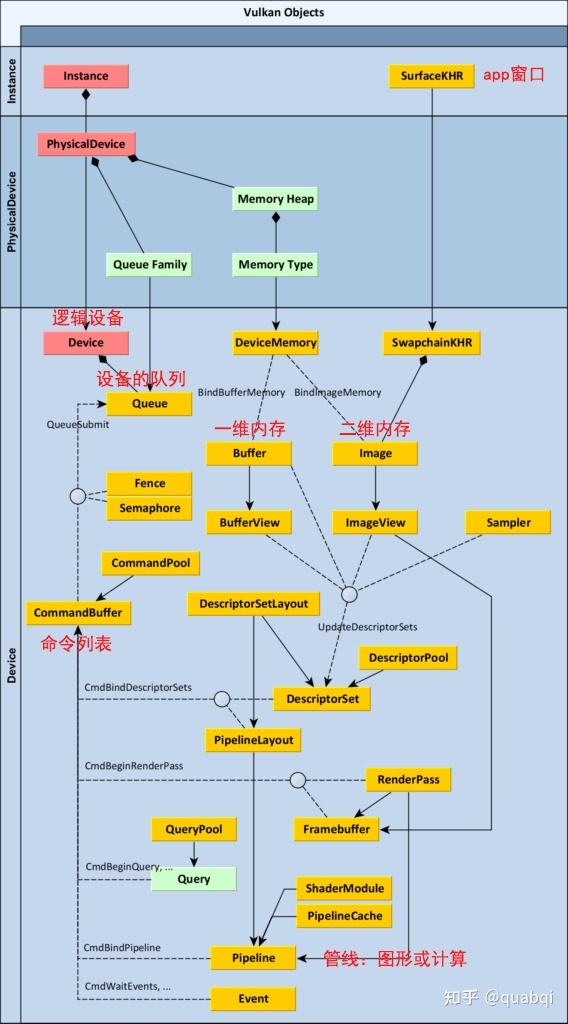 Vulkan Objects
Instance
Instance
SurfaceKHR
app窗口
PhysicalDevice
PhysicalDevice
Memory Heap
Queue Family
Memory Type
Device
逻辑设备
Device
DeviceMemory
SwapchainKHR
设备的队列
Queue
BindBufferMemory
BindImageMemory
QueueSubmit
一维内存
二维内存
Buffer
Image
Fence
Semaphore
BufferView
ImageView
Sampler
CommandPool
CommandBuffer
DescriptorSetLayout
UpdateDescriptorSets
命令列表
DescriptorPool
CmdBindDescriptorSets
DescriptorSet
PipelineLayout
CmdBeginRenderPass
RenderPass
QueryPool
Framebuffer
CmdBeginQuery, ...
Query
ShaderModule
PipelineCache
CmdBindPipeline
Pipeline
管线：图形或计算
CmdWaitEvents, ...
Event
知乎 @quabqi